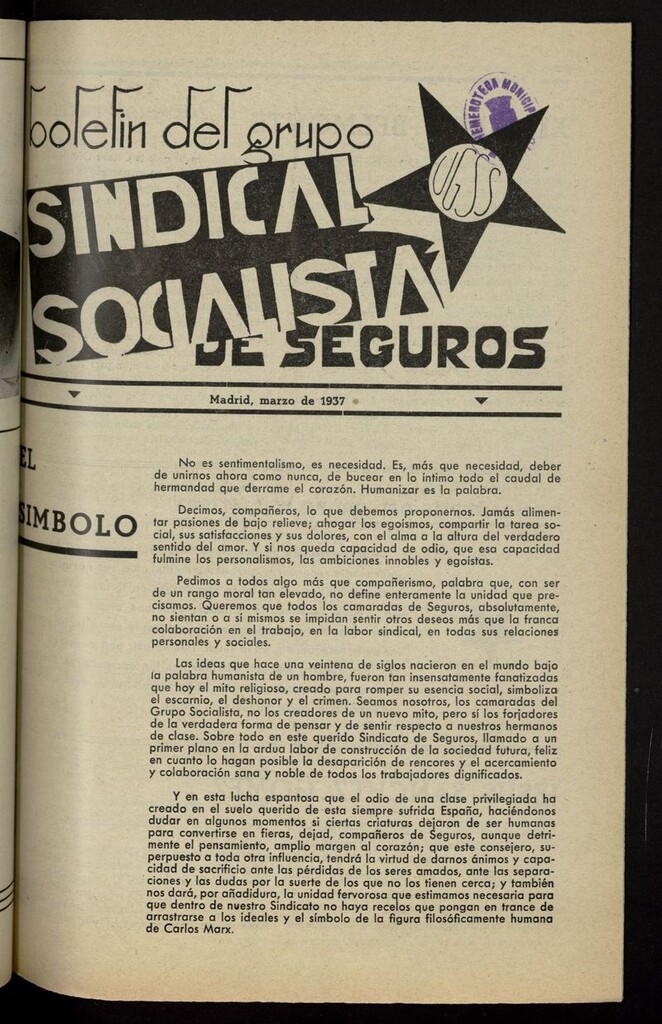 boletin del grupo
SINDICAL
SOCIALISTA
DE SEGUROS
UGSS
HEMEROTECA MUNICIP
Madrid, marzo de 1937
EL
SIMBOLO
No es sentimentalismo, es necesidad. Es, más que necesidad, deber
de unirnos ahora como nunca, de bucear en lo íntimo todo el caudal de
hermandad que derrame el corazón. Humanizar es la palabra.
Decimos, compañeros, lo que debemos proponernos. Jamás alimen-
tar pasiones de bajo relieve; ahogar los egoísmos, compartir la tarea so-
cial, sus satisfacciones y sus dolores, con el alma a la altura del verdadero
sentido del amor. Y si nos queda capacidad de odio, que esa capacidad
fulmine los personalismos, las ambiciones innobles y egoístas.
Pedimos a todos algo más que compañerismo, palabra que, con ser
de un rango moral tan elevado, no define enteramente la unidad que pre-
cisamos. Queremos que todos los camaradas de Seguros, absolutamente,
no sientan o a sí mismos se impidan sentir otros deseos más que la franca
colaboración en el trabajo, en la labor sindical, en todas sus relaciones
personales y sociales.
Las ideas que hace una veintena de siglos nacieron en el mundo bajo
la palabra humanista de un hombre, fueron tan insensatamente fanatizadas
que hoy el mito religioso, creado para romper su esencia social, simboliza
el escarnio, el deshonor y el crimen. Seamos nosotros, los camaradas del
Grupo Socialista, no los creadores de un nuevo mito, pero sí los forjadores
de la verdadera forma de pensar y de sentir respecto a nuestros hermanos
de clase. Sobre todo en este querido Sindicato de Seguros, llamado a un
primer plano en la ardua labor de construcción de la sociedad futura, feliz
en cuanto lo hagan posible la desaparición de rencores y el acercamiento
y colaboración sana y noble de todos los trabajadores dignificados.
Y en esta lucha espantosa que el odio de una clase privilegiada ha
creado en el suelo querido de esta siempre sufrida España, haciéndonos
dudar en algunos momentos si ciertas criaturas dejaron de ser humanas
para convertirse en fieras, dejad, compañeros de Seguros, aunque detri-
mente el pensamiento, amplio margen al corazón; que este consejero, su-
perpuesto a toda otra influencia, tendrá la virtud de darnos ánimos y capa-
cidad de sacrificio ante las pérdidas de los seres amados, ante las separa-
ciones y las dudas por la suerte de los que no los tienen cerca; y también
nos dará, por añadidura, la unidad fervorosa que estimamos necesaria para
que dentro de nuestro Sindicato no haya recelos que pongan en trance de
arrastrarse a los ideales y el símbolo de la figura filosóficamente humana
de Carlos Marx.